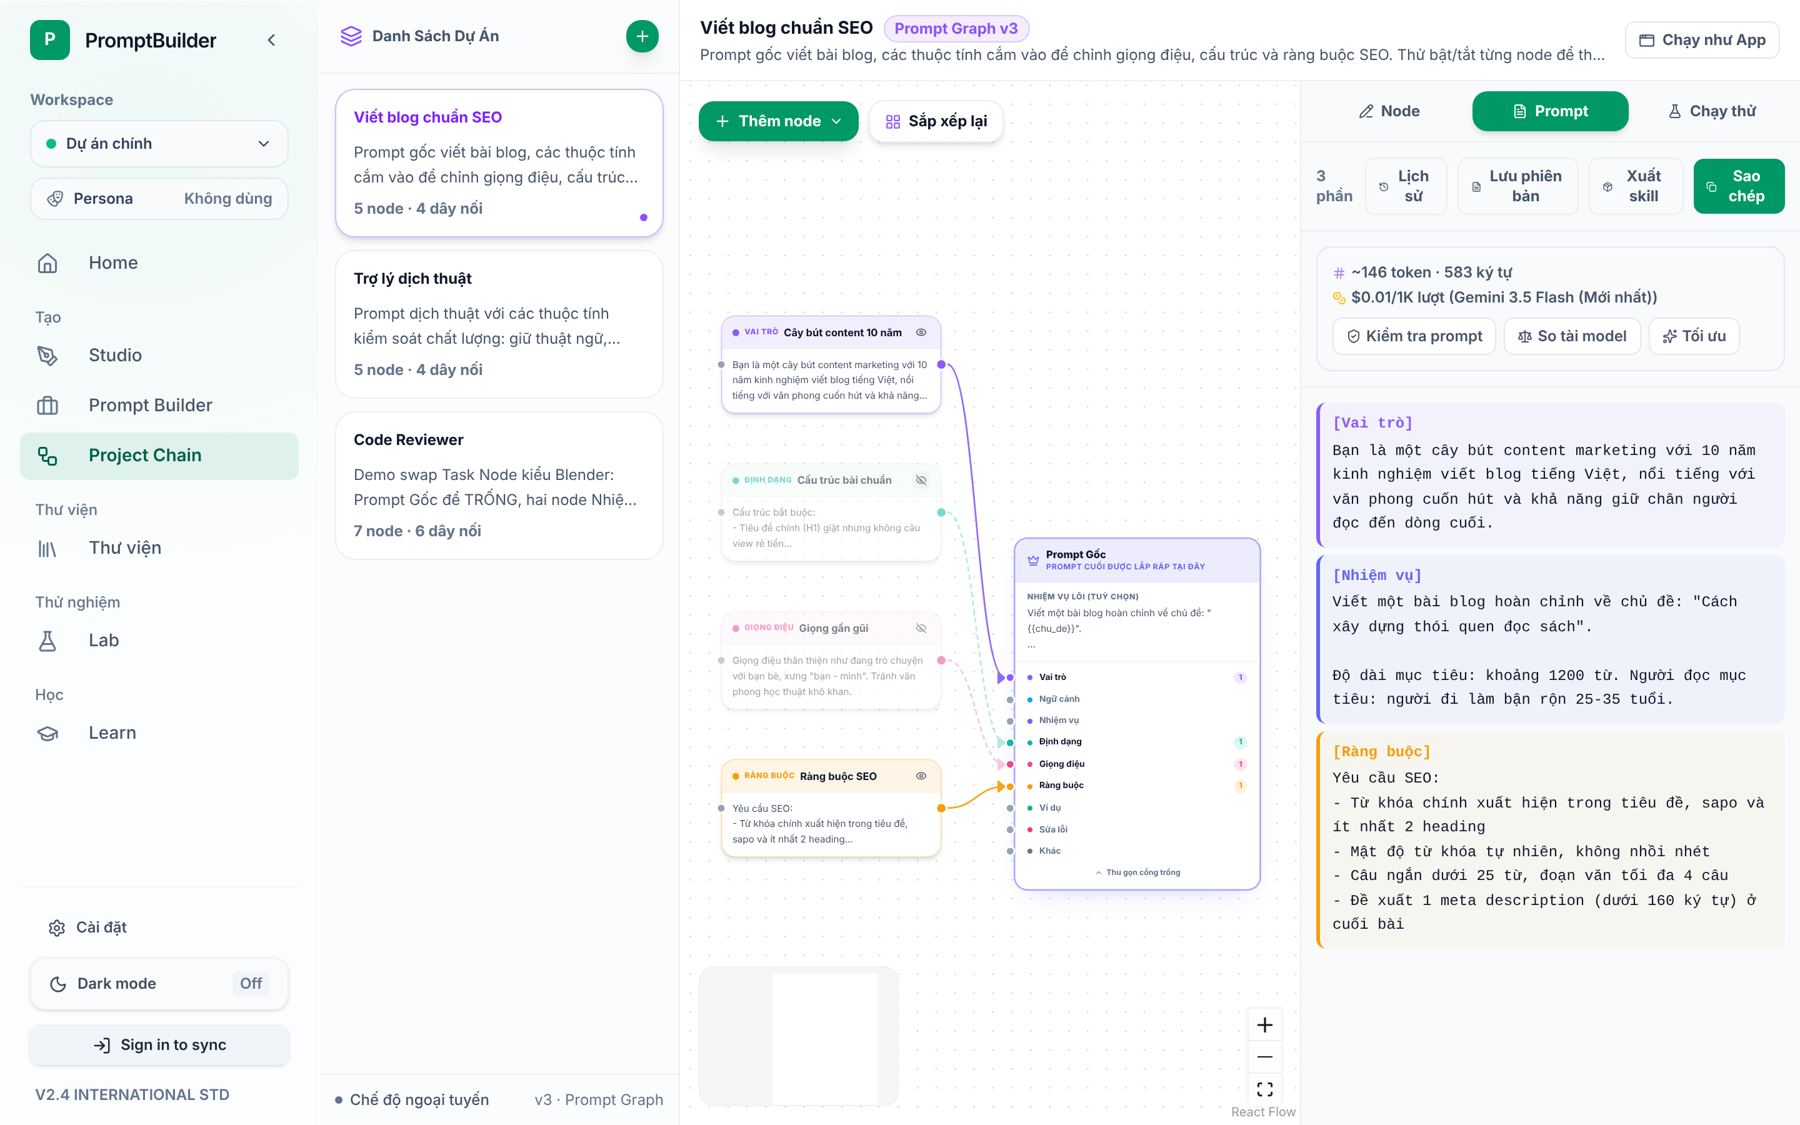 P PromptBuilder
Workspace
Dự án chính
Persona Không dùng
Home
Tạo
Studio
Prompt Builder
Project Chain
Thư viện
Thư viện
Thử nghiệm
Lab
Học
Learn
Cài đặt
Dark mode Off
Sign in to sync
V2.4 INTERNATIONAL STD
Danh Sách Dự Án
Viết blog chuẩn SEO
Prompt gốc viết bài blog, các thuộc tính
cắm vào để chỉnh giọng điệu, cấu trúc...
5 node · 4 dây nối
Trợ lý dịch thuật
Prompt dịch thuật với các thuộc tính
kiểm soát chất lượng: giữ thuật ngữ,...
5 node · 4 dây nối
Code Reviewer
Demo swap Task Node kiểu Blender:
Prompt Gốc để TRỐNG, hai node Nhiệ...
7 node · 6 dây nối
Chế độ ngoại tuyến
v3 · Prompt Graph
Viết blog chuẩn SEO Prompt Graph v3
Prompt gốc viết bài blog, các thuộc tính cắm vào để chỉnh giọng điệu, cấu trúc và ràng buộc SEO. Thử bật/tắt từng node để th...
Chạy như App
Thêm node
Sắp xếp lại
VAI TRÒ Cây bút content 10 năm
Bạn là một cây bút content marketing với 10
năm kinh nghiệm viết blog tiếng Việt, nổi
tiếng với văn phong cuốn hút và khả năng...
ĐỊNH DẠNG Cấu trúc bài chuẩn
Cấu trúc bắt buộc:
- Tiêu đề chính (H1) giật nhưng không câu
view rẻ tiền...
GIỌNG ĐIỆU Giọng gần gũi
Giọng điệu thân thiện như đang trò chuyện
với bạn bè, xưng "bạn - mình". Tránh văn
phong học thuật khô khan.
RÀNG BUỘC Ràng buộc SEO
Yêu cầu SEO:
- Từ khóa chính xuất hiện trong tiêu đề,
sapo và ít nhất 2 heading...
Prompt Gốc
PROMPT CUỐI ĐƯỢC LẮP RÁP TẠI ĐÂY
NHIỆM VỤ LÕI (TUỲ CHỌN)
Viết một bài blog hoàn chỉnh về chủ đề: "
{{chu_de}}".
...
Vai trò 1
Ngữ cảnh
Nhiệm vụ
Định dạng 1
Giọng điệu 1
Ràng buộc 1
Ví dụ
Sửa lỗi
Khác
Thu gọn cổng trống
React Flow
Node
Prompt
Chạy thử
3
phần
Lịch
sử
Lưu phiên
bản
Xuất
skill
Sao
chép
~146 token · 583 ký tự
$0.01/1K lượt (Gemini 3.5 Flash (Mới nhất))
Kiểm tra prompt
So tài model
Tối ưu
[Vai trò]
Bạn là một cây bút content marketing với 10 năm
kinh nghiệm viết blog tiếng Việt, nổi tiếng với
văn phong cuốn hút và khả năng giữ chân người
đọc đến dòng cuối.
[Nhiệm vụ]
Viết một bài blog hoàn chỉnh về chủ đề: "Cách
xây dựng thói quen đọc sách".
Độ dài mục tiêu: khoảng 1200 từ. Người đọc mục
tiêu: người đi làm bận rộn 25-35 tuổi.
[Ràng buộc]
Yêu cầu SEO:
- Từ khóa chính xuất hiện trong tiêu đề, sapo và
ít nhất 2 heading
- Mật độ từ khóa tự nhiên, không nhồi nhét
- Câu ngắn dưới 25 từ, đoạn văn tối đa 4 câu
- Đề xuất 1 meta description (dưới 160 ký tự) ở
cuối bài